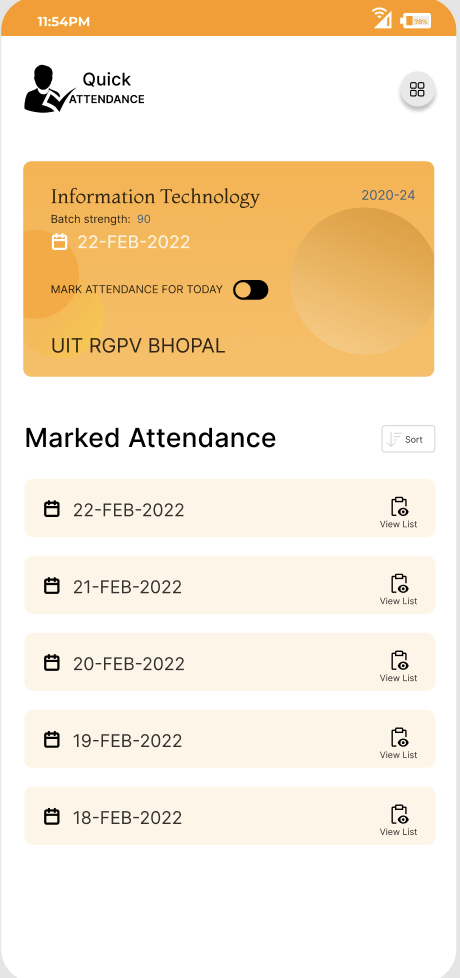 11:54PM
78%
Quick
ATTENDANCE
Information Technology
2020-24
Batch strength: 90
22-FEB-2022
MARK ATTENDANCE FOR TODAY
UIT RGPV BHOPAL
Marked Attendance
Sort
22-FEB-2022
View List
21-FEB-2022
View List
20-FEB-2022
View List
19-FEB-2022
View List
18-FEB-2022
View List